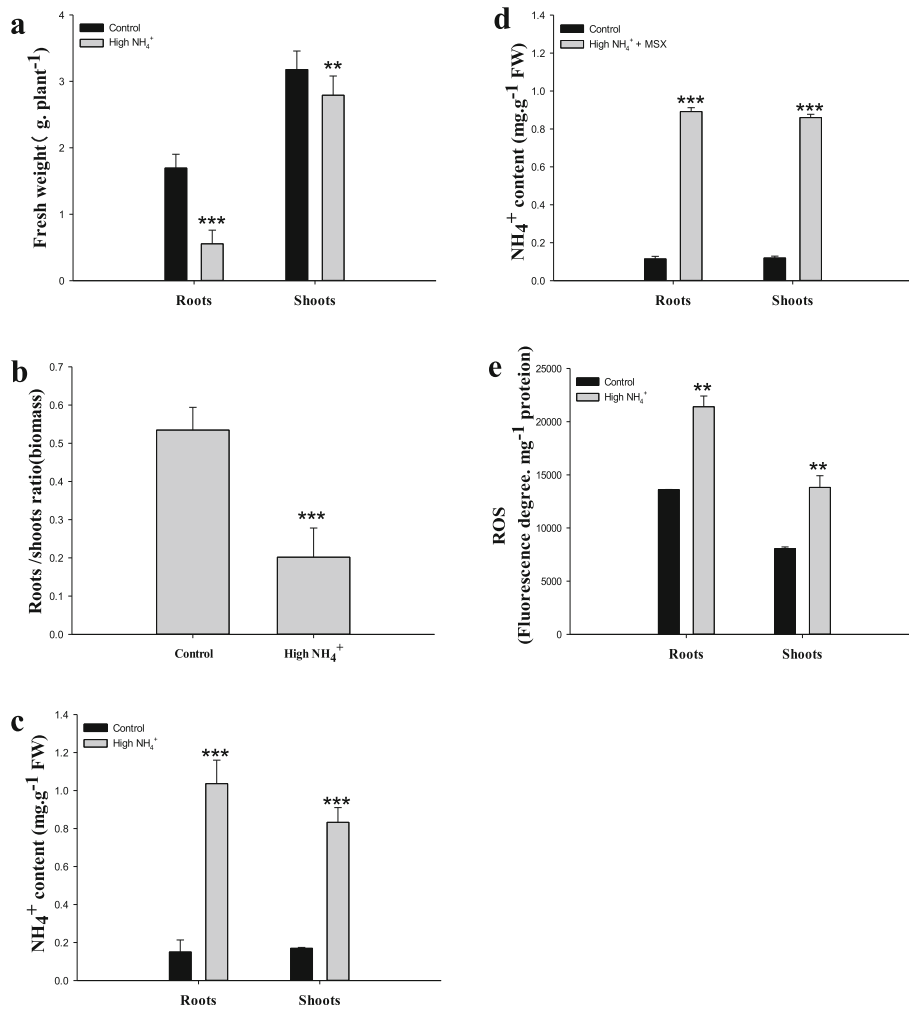 a
Control
High NH₄⁺
Fresh weight( g. plant⁻¹)
4
3
2
1
0
***
**
Roots
Shoots
b
Roots /shoots ratio(biomass)
0.7
0.6
0.5
0.4
0.3
0.2
0.1
0.0
***
Control
High NH₄⁺
c
Control
High NH₄⁺
NH₄⁺ content (mg.g⁻¹ FW)
1.4
1.2
1.0
0.8
0.6
0.4
0.2
0.0
***
***
Roots
Shoots
d
Control
High NH₄⁺ + MSX
NH₄⁺ content (mg.g⁻¹ FW)
1.4
1.2
1.0
0.8
0.6
0.4
0.2
0.0
***
***
Roots
Shoots
e
Control
High NH₄⁺
ROS
(Fluorescence degree. mg⁻¹ proteion)
25000
20000
15000
10000
5000
0
**
**
Roots
Shoots